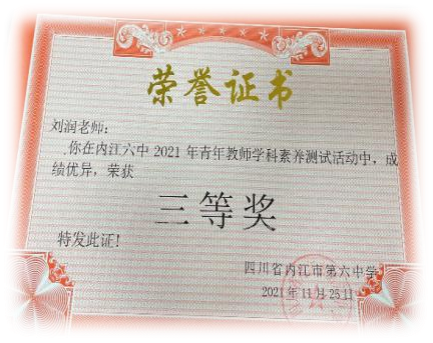 荣誉证书
刘润老师：
你在内江六中 2021 年青年教师学科素养测试活动中，成
绩优异，荣获
三等奖
特发此证！
四川省内江市第六中学
2021 年 11 月 25 日